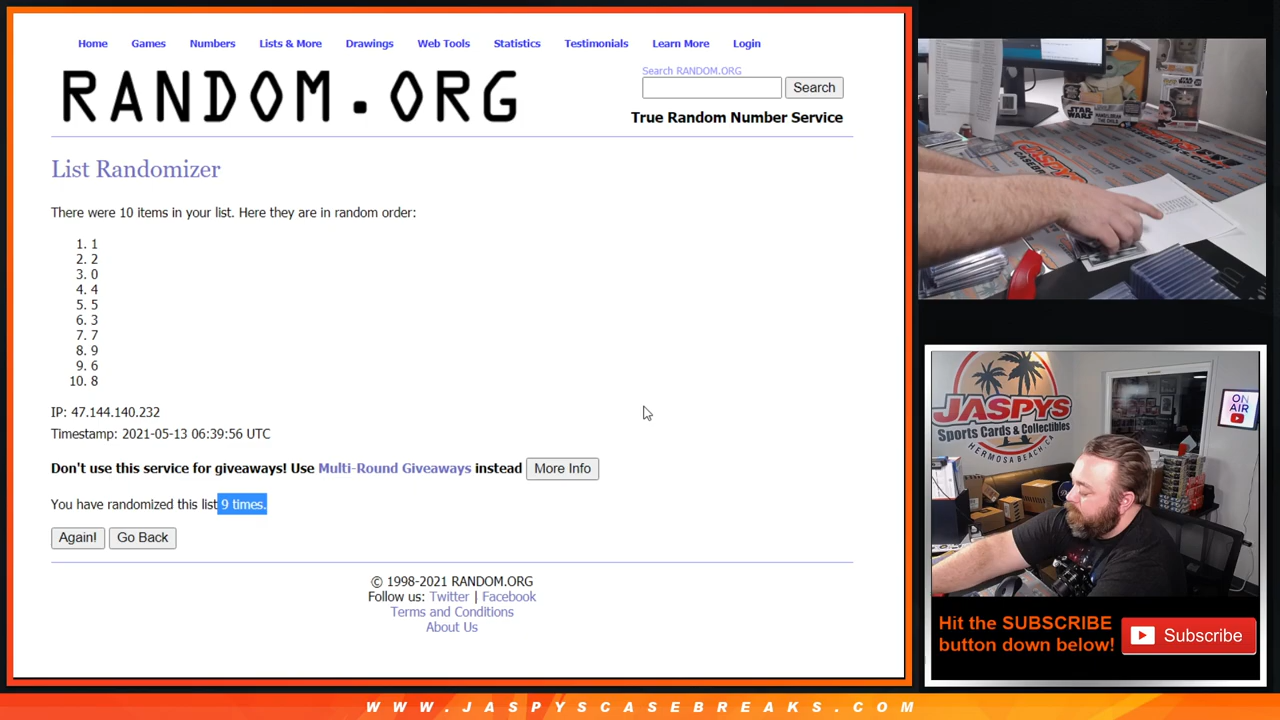 Home Games Numbers Lists & More Drawings Web Tools Statistics Testimonials Learn More Login
RANDOM.ORG
Search RANDOM.ORG
Search
True Random Number Service
List Randomizer
There were 10 items in your list. Here they are in random order:
1. 1
2. 2
3. 0
4. 4
5. 5
6. 3
7. 7
8. 9
9. 6
10. 8
IP: 47.144.140.232
Timestamp: 2021-05-13 06:39:56 UTC
Don't use this service for giveaways! Use Multi-Round Giveaways instead More Info
You have randomized this list 9 times.
Again! Go Back
© 1998-2021 RANDOM.ORG
Follow us: Twitter | Facebook
Terms and Conditions
About Us
JASPYS
CASEBREAKS.COM
JASPYS
Sports Cards & Collectibles
HERMOSA BEACH, CA
ON
AIR
Hit the SUBSCRIBE
button down below!
Subscribe
WWW.JASPYSCASEBREAKS.COM